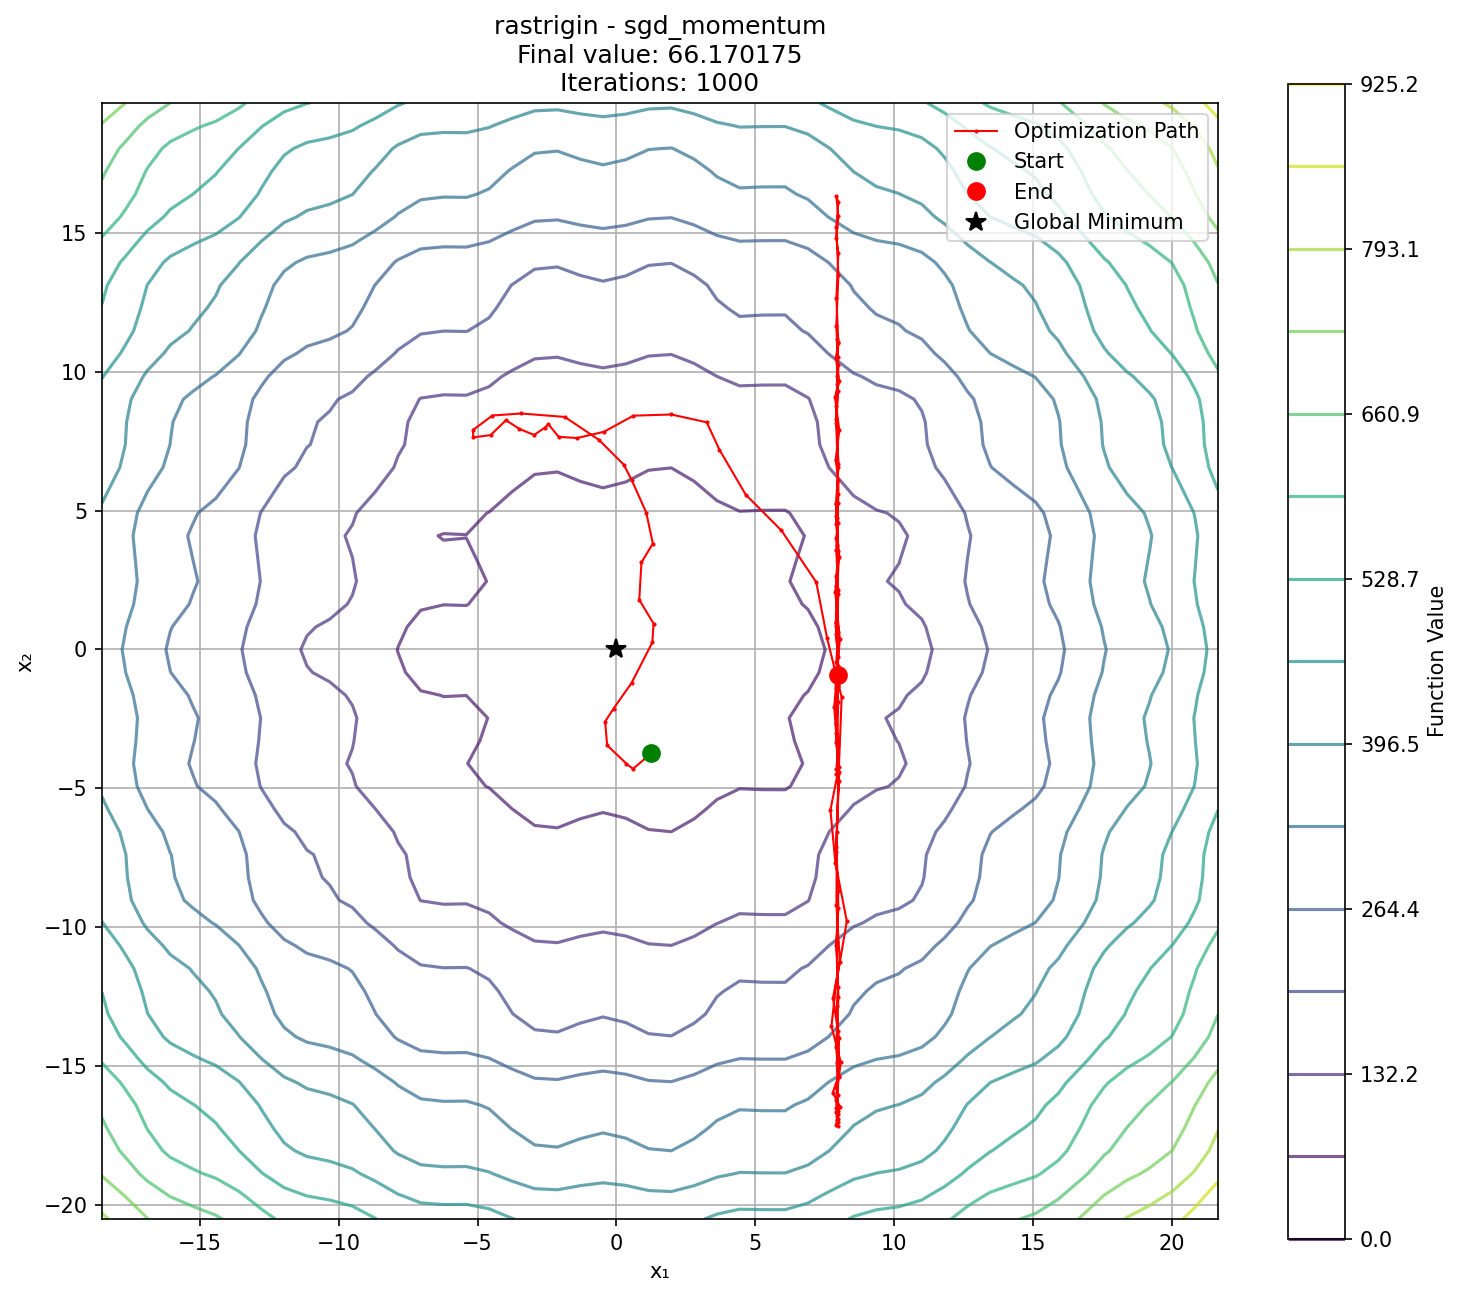 rastrigin - sgd_momentum
Final value: 66.170175
Iterations: 1000
Optimization Path
Start
End
Global Minimum
15
10
5
0
−5
−10
−15
−20
x₂
−15
−10
−5
0
5
10
15
20
x₁
925.2
793.1
660.9
528.7
396.5
264.4
132.2
0.0
Function Value